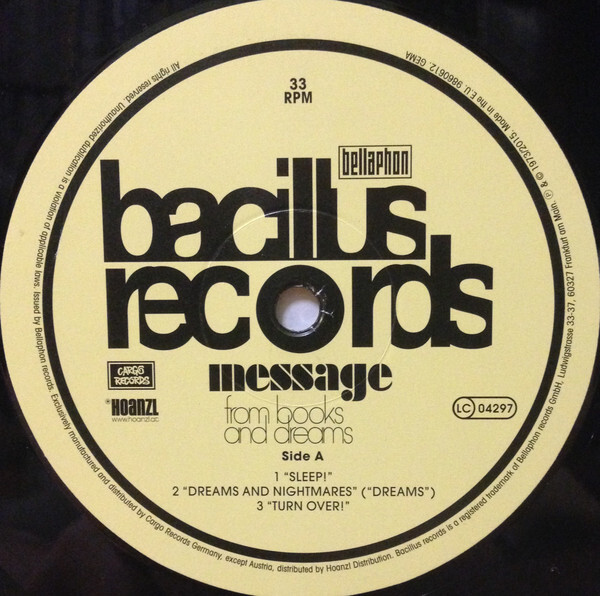 33
RPM
bellaphon
bacillus
records
message
from books
and dreams
CARGO
RECORDS
*HOANZL
www.hoanzl.ac
LC 04297
Side A
1 “SLEEP!”
2 “DREAMS AND NIGHTMARES” (“DREAMS”)
3 “TURN OVER!”
All rights reserved. Unauthorized dublication is a violation of applicable laws. Issued by Bellaphon records. Exclusively manufactured and distributed by Cargo Records Germany, except Austria, distributed by Hoanzl Distribution. Bacillus records is a registered trademark of Bellaphon records GmbH, Ludwigstrasse 33-37, 60327 Frankfurt am Main. ℗ & © 1973/2015. Made in the E.U. 9860612. GEMA